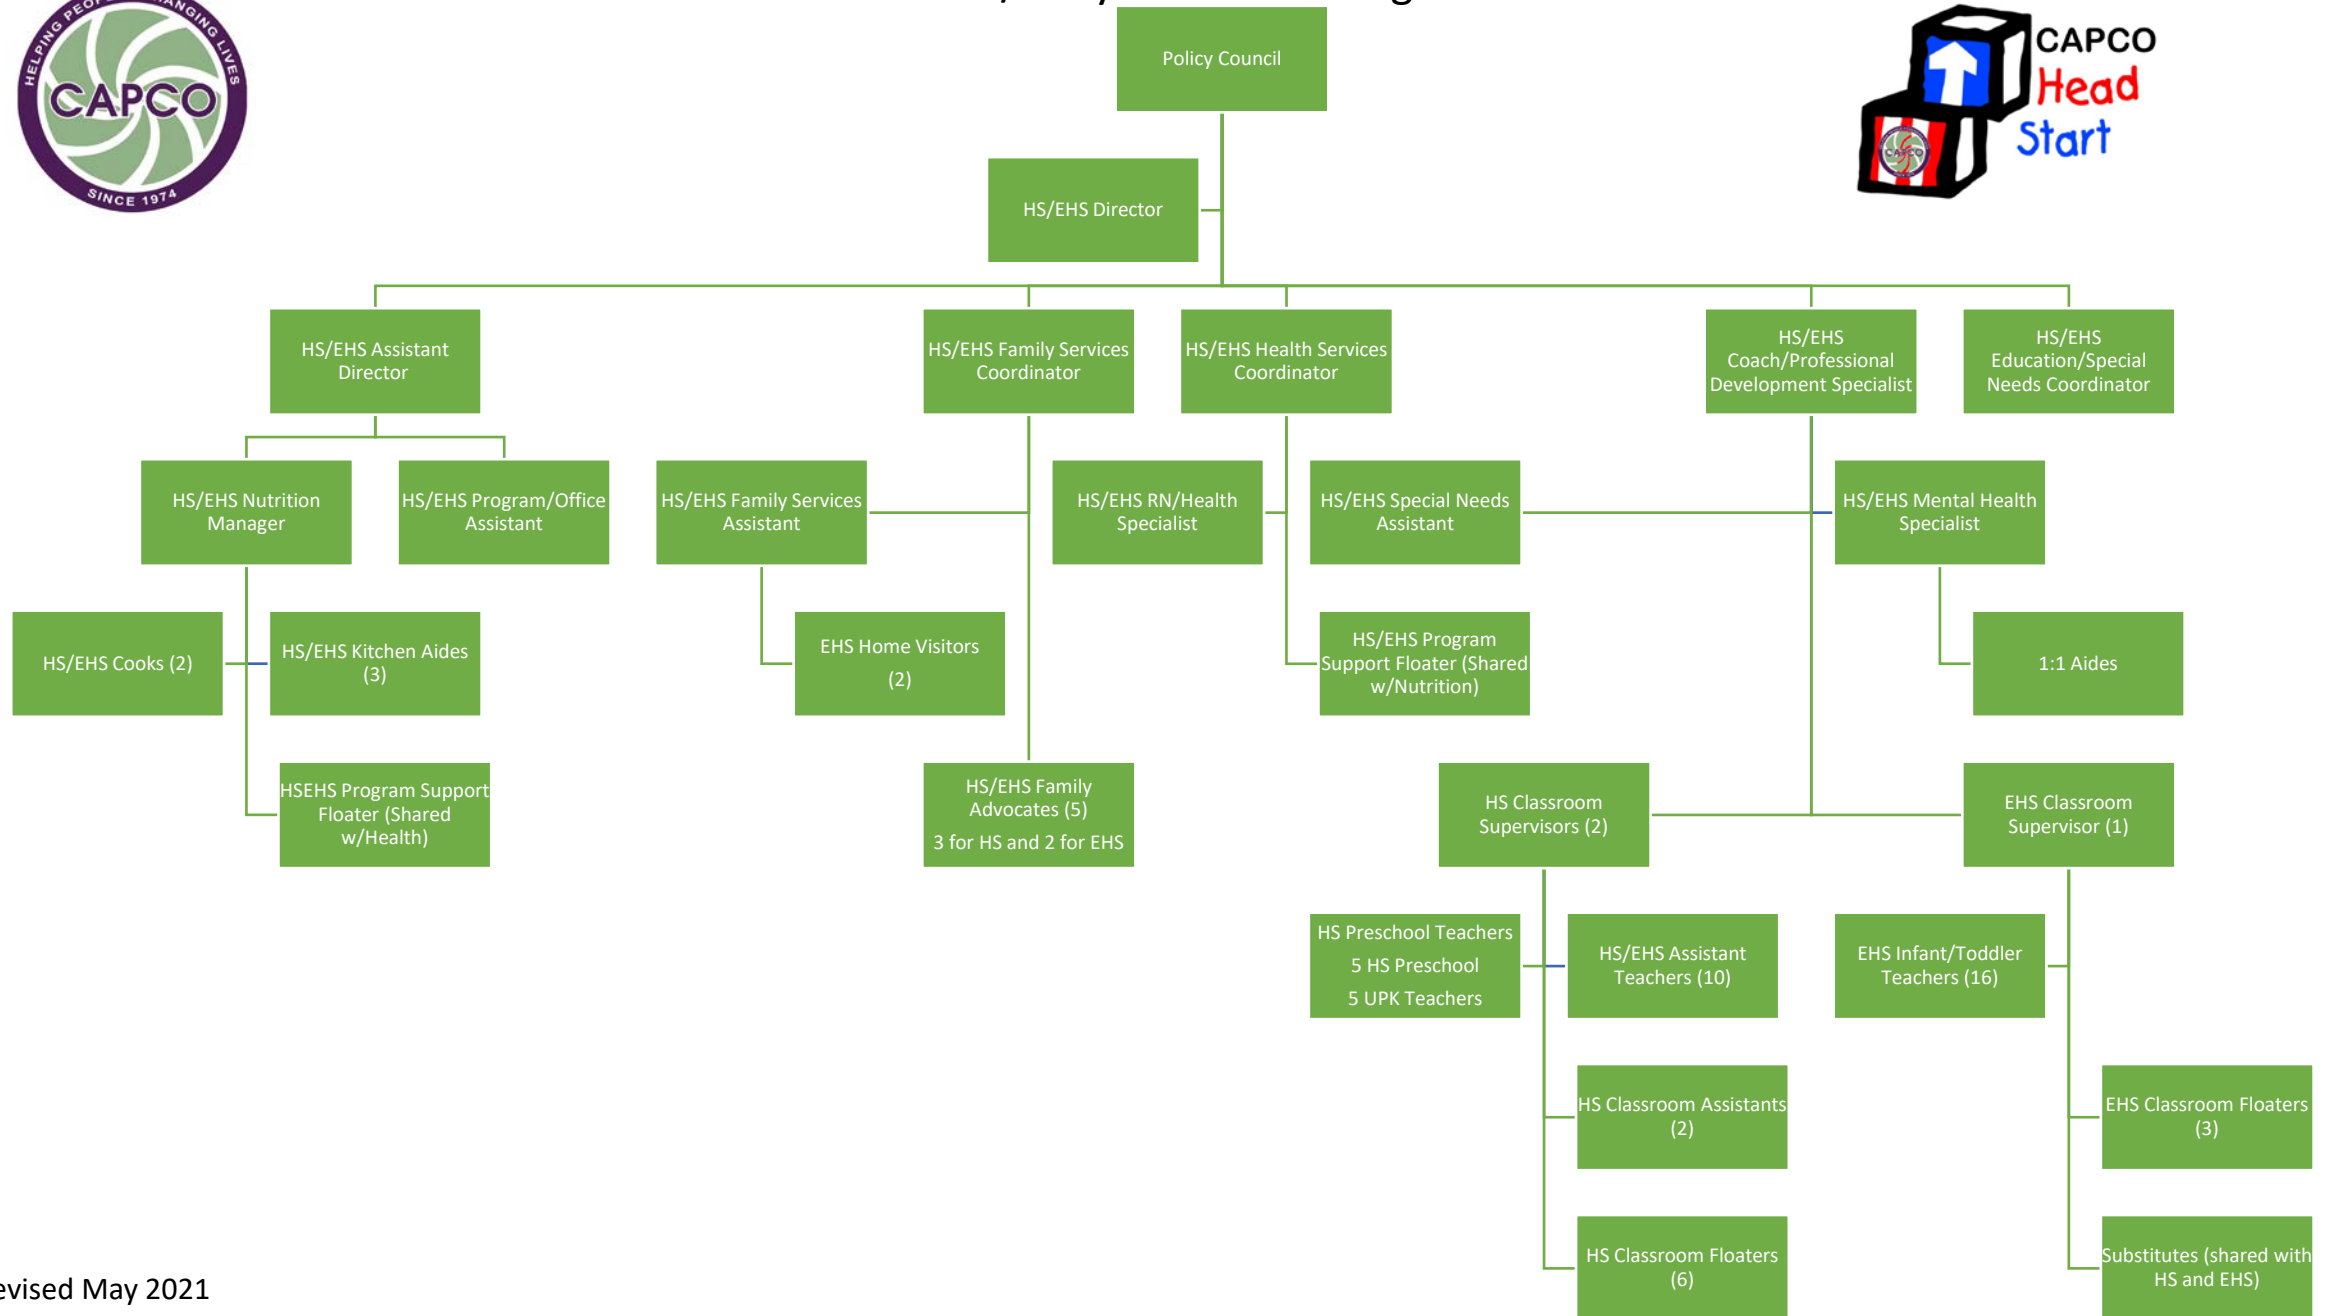 HELPING PEOPLE CHANGING LIVES
CAPCO
SINCE 1974
CAPCO
Head
Start
CAPCO
Policy Council
HS/EHS Director
HS/EHS Assistant
Director
HS/EHS Family Services
Coordinator
HS/EHS Health Services
Coordinator
HS/EHS
Coach/Professional
Development Specialist
HS/EHS
Education/Special
Needs Coordinator
HS/EHS Nutrition
Manager
HS/EHS Program/Office
Assistant
HS/EHS Family Services
Assistant
HS/EHS RN/Health
Specialist
HS/EHS Special Needs
Assistant
HS/EHS Mental Health
Specialist
HS/EHS Cooks (2)
HS/EHS Kitchen Aides
(3)
EHS Home Visitors
(2)
HS/EHS Program
Support Floater (Shared
w/Nutrition)
1:1 Aides
HSEHS Program Support
Floater (Shared
w/Health)
HS/EHS Family
Advocates (5)
3 for HS and 2 for EHS
HS Classroom
Supervisors (2)
EHS Classroom
Supervisor (1)
HS Preschool Teachers
5 HS Preschool
5 UPK Teachers
HS/EHS Assistant
Teachers (10)
EHS Infant/Toddler
Teachers (16)
HS Classroom Assistants
(2)
EHS Classroom Floaters
(3)
HS Classroom Floaters
(6)
Substitutes (shared with
HS and EHS)
evised May 2021